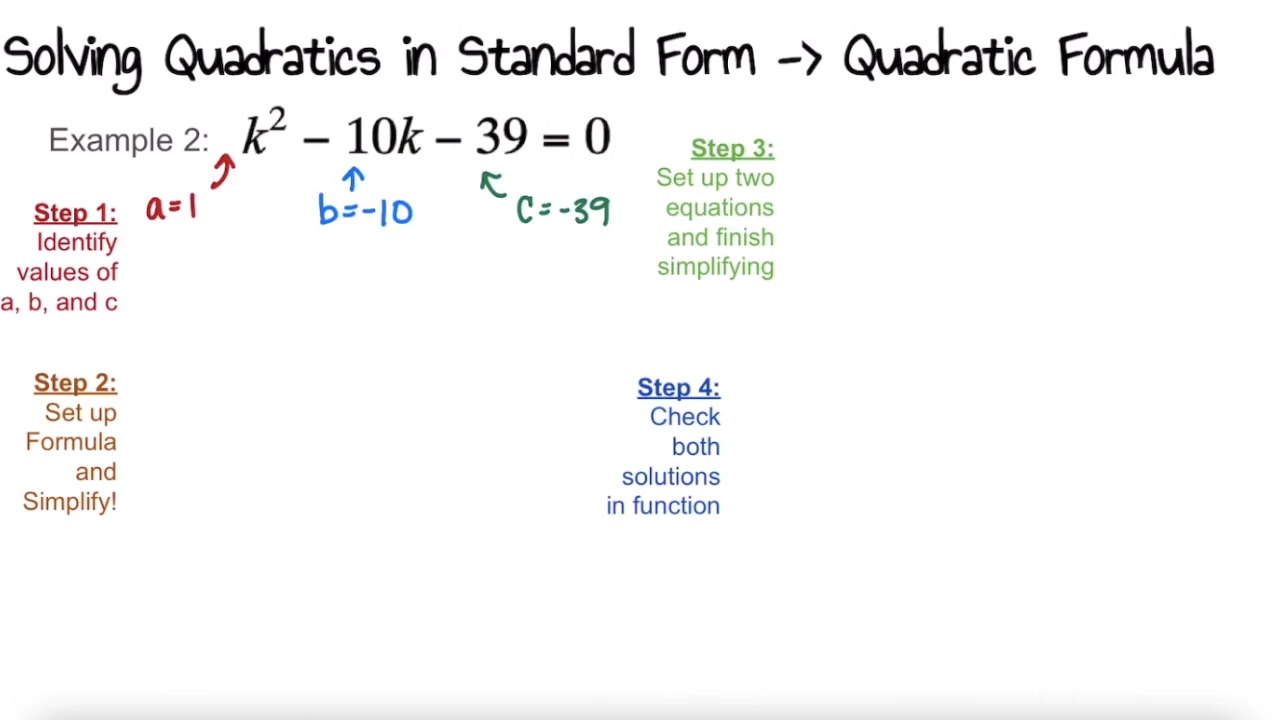 Solving Quadratics in Standard Form -> Quadratic Formula
Example 2: k² − 10k − 39 = 0
a=1
b=-10
C=-39
Step 1:
Identify
values of
a, b, and c
Step 2:
Set up
Formula
and
Simplify!
Step 3:
Set up two
equations
and finish
simplifying
Step 4:
Check
both
solutions
in function